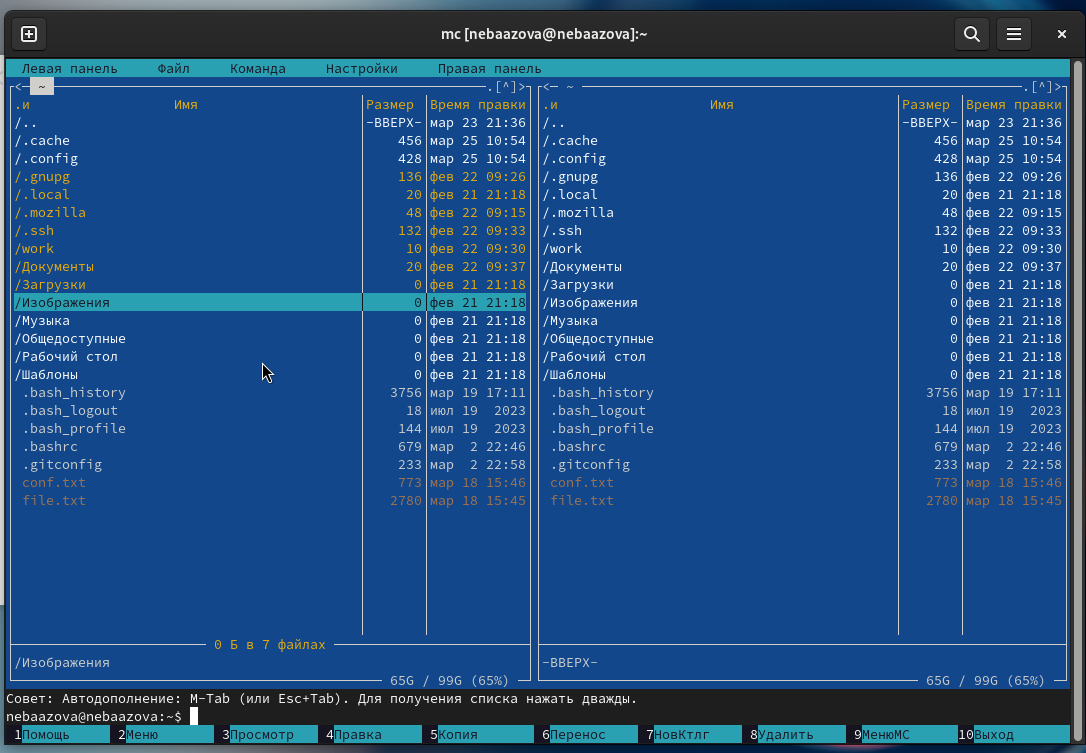 mc [nebaazova@nebaazova]:~
Левая панель Файл Команда Настройки Правая панель
<─ ~ .[^]> <─ ~ .[^]>
.и Имя Размер Время правки .и Имя Размер Время правки
/.. -ВВЕРХ- мар 23 21:36 /.. -ВВЕРХ- мар 23 21:36
/.cache 456 мар 25 10:54 /.cache 456 мар 25 10:54
/.config 428 мар 25 10:54 /.config 428 мар 25 10:54
/.gnupg 136 фев 22 09:26 /.gnupg 136 фев 22 09:26
/.local 20 фев 21 21:18 /.local 20 фев 21 21:18
/.mozilla 48 фев 22 09:15 /.mozilla 48 фев 22 09:15
/.ssh 132 фев 22 09:33 /.ssh 132 фев 22 09:33
/work 10 фев 22 09:30 /work 10 фев 22 09:30
/Документы 20 фев 22 09:37 /Документы 20 фев 22 09:37
/Загрузки 0 фев 21 21:18 /Загрузки 0 фев 21 21:18
/Изображения 0 фев 21 21:18 /Изображения 0 фев 21 21:18
/Музыка 0 фев 21 21:18 /Музыка 0 фев 21 21:18
/Общедоступные 0 фев 21 21:18 /Общедоступные 0 фев 21 21:18
/Рабочий стол 0 фев 21 21:18 /Рабочий стол 0 фев 21 21:18
/Шаблоны 0 фев 21 21:18 /Шаблоны 0 фев 21 21:18
.bash_history 3756 мар 19 17:11 .bash_history 3756 мар 19 17:11
.bash_logout 18 июл 19 2023 .bash_logout 18 июл 19 2023
.bash_profile 144 июл 19 2023 .bash_profile 144 июл 19 2023
.bashrc 679 мар 2 22:46 .bashrc 679 мар 2 22:46
.gitconfig 233 мар 2 22:58 .gitconfig 233 мар 2 22:58
conf.txt 773 мар 18 15:46 conf.txt 773 мар 18 15:46
file.txt 2780 мар 18 15:45 file.txt 2780 мар 18 15:45
0 Б в 7 файлах
/Изображения -ВВЕРХ-
65G / 99G (65%) 65G / 99G (65%)
Совет: Автодополнение: M-Tab (или Esc+Tab). Для получения списка нажать дважды.
nebaazova@nebaazova:~$
1Помощь 2Меню 3Просмотр 4Правка 5Копия 6Перенос 7НовКтлг 8Удалить 9МенюMC 10Выход